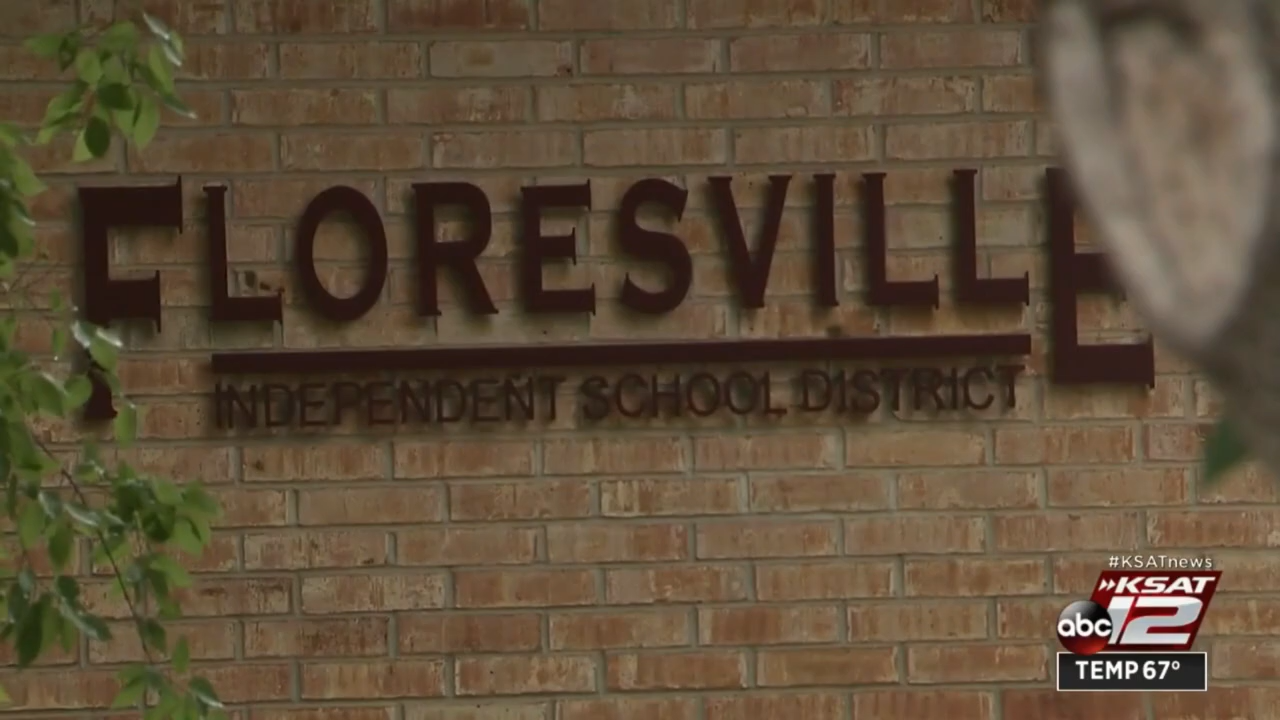 FLORESVILLE
INDEPENDENT SCHOOL DISTRICT
#KSATnews
KSAT
abc 12
TEMP 67°